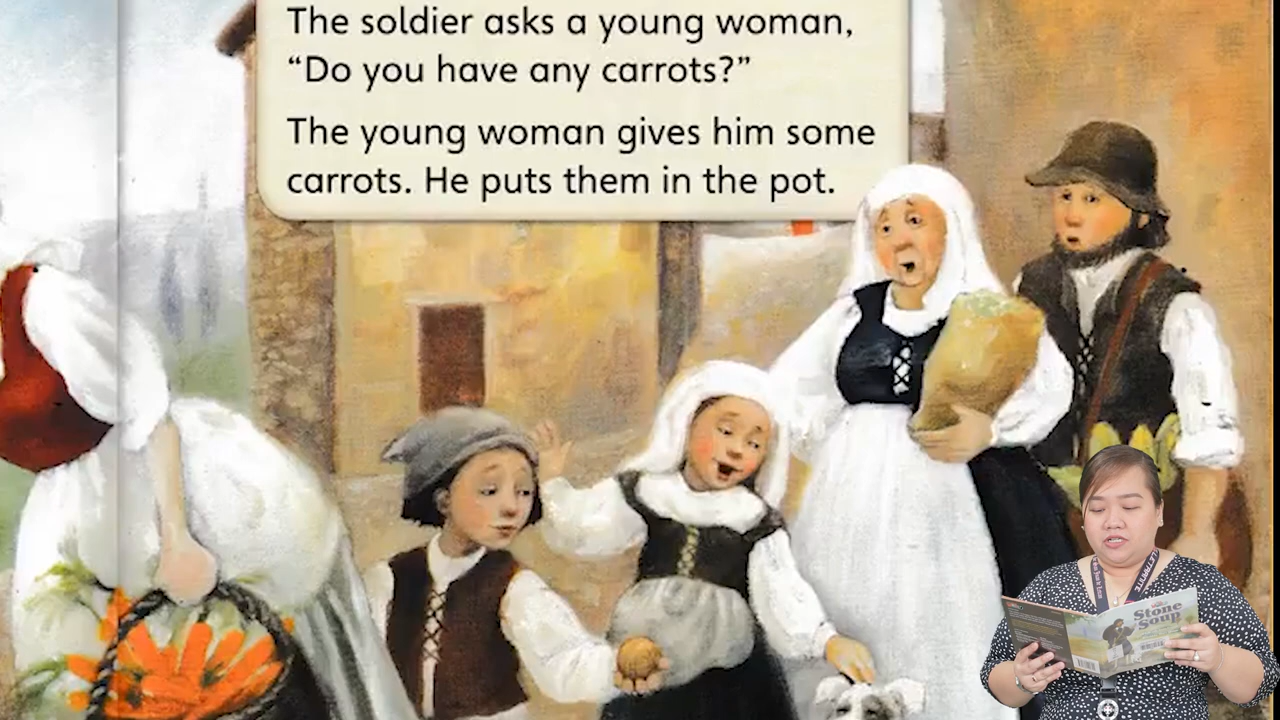 The soldier asks a young woman,
“Do you have any carrots?”
The young woman gives him some
carrots. He puts them in the pot.
Stone
Soup